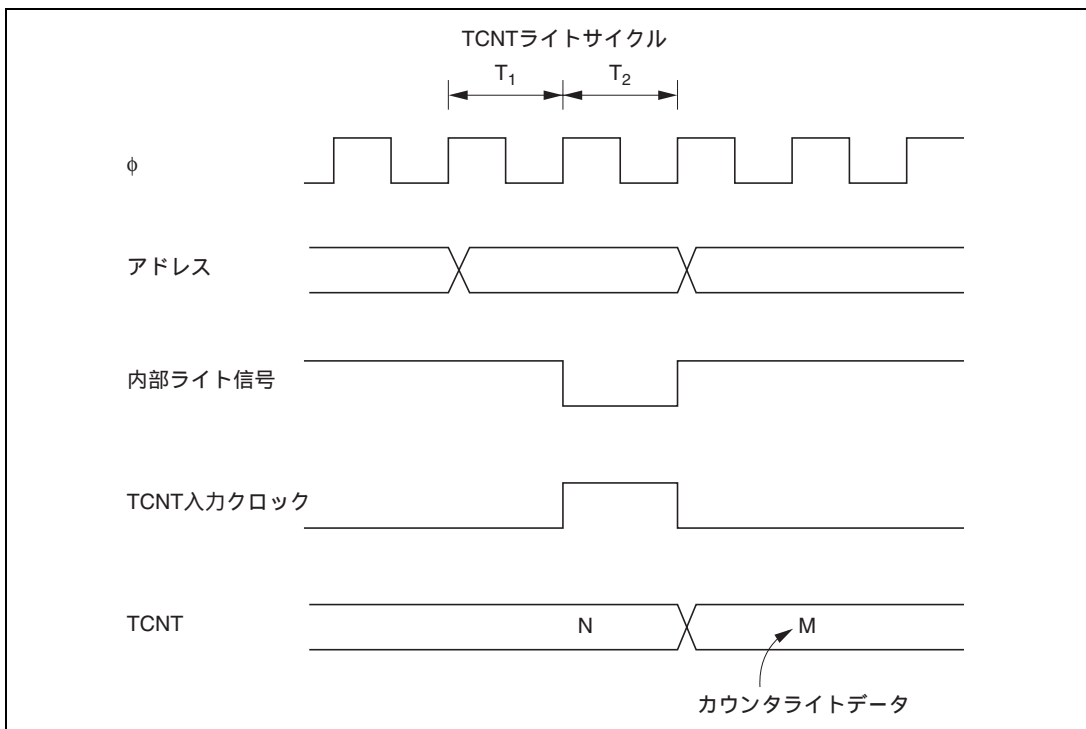 TCNTライトサイクル
T1 T2
φ
アドレス
内部ライト信号
TCNT入力クロック
TCNT N M
カウンタライトデータ